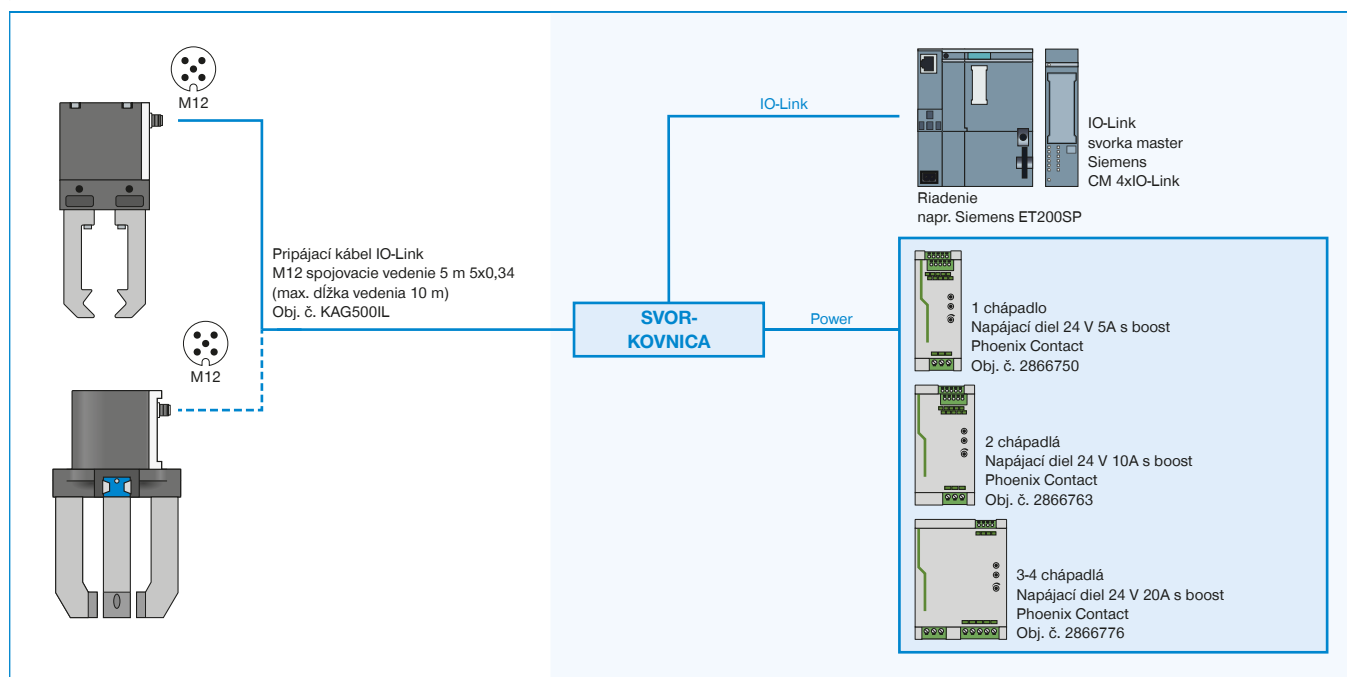 M12
Pripájací kábel IO-Link
M12 spojovacie vedenie 5 m 5x0,34
(max. dĺžka vedenia 10 m)
Obj. č. KAG500IL
M12
SVOR-
KOVNICA
IO-Link
Power
Riadenie
napr. Siemens ET200SP
IO-Link
svorka master
Siemens
CM 4xIO-Link
1 chápadlo
Napájací diel 24 V 5A s boost
Phoenix Contact
Obj. č. 2866750
2 chápadlá
Napájací diel 24 V 10A s boost
Phoenix Contact
Obj. č. 2866763
3-4 chápadlá
Napájací diel 24 V 20A s boost
Phoenix Contact
Obj. č. 2866776